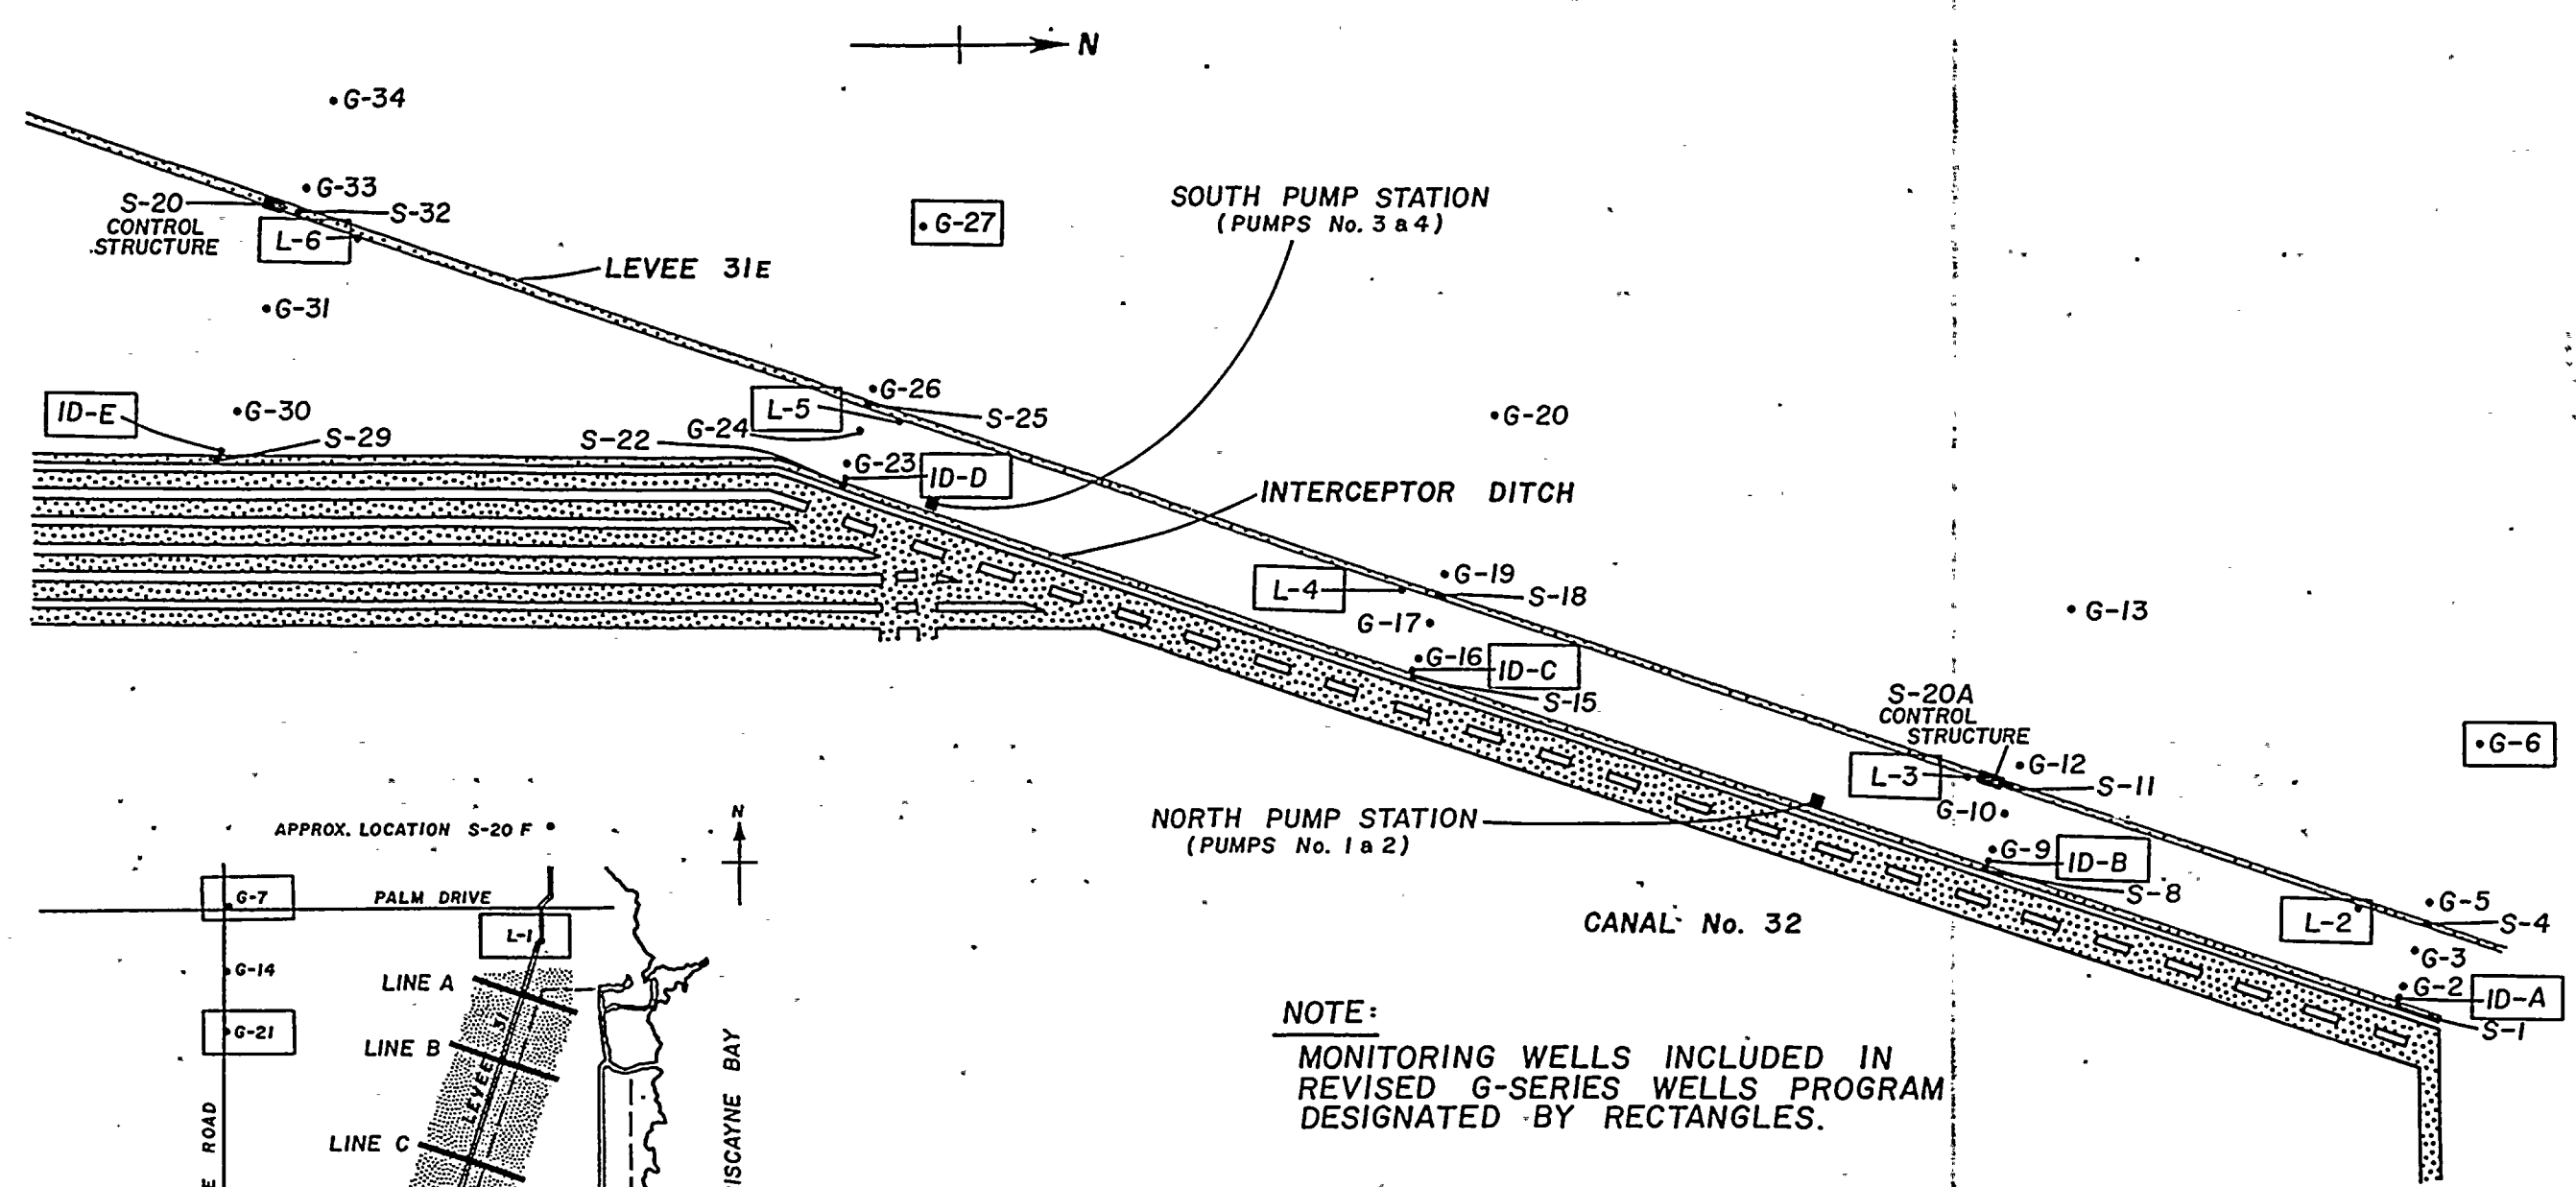 N
G-34
G-33
S-20
CONTROL
STRUCTURE
S-32
L-6
G-27
SOUTH PUMP STATION
(PUMPS No. 3 a 4)
LEVEE 31E
G-31
G-26
L-5
S-25
G-24
G-20
ID-E
G-30
S-29
S-22
G-23
ID-D
INTERCEPTOR DITCH
G-19
L-4
S-18
G-17
G-13
G-16
ID-C
S-15
S-20A
CONTROL
STRUCTURE
G-6
G-12
L-3
S-11
G-10
NORTH PUMP STATION
(PUMPS No. 1 a 2)
G-9
ID-B
S-8
CANAL No. 32
G-5
L-2
S-4
G-3
G-2
ID-A
S-1
NOTE:
MONITORING WELLS INCLUDED IN
REVISED G-SERIES WELLS PROGRAM
DESIGNATED BY RECTANGLES.
APPROX. LOCATION S-20 F
N
G-7
PALM DRIVE
L-1
G-14
LINE A
G-21
LINE B
LEVEE 31
LINE C
ROAD
ISCAYNE BAY